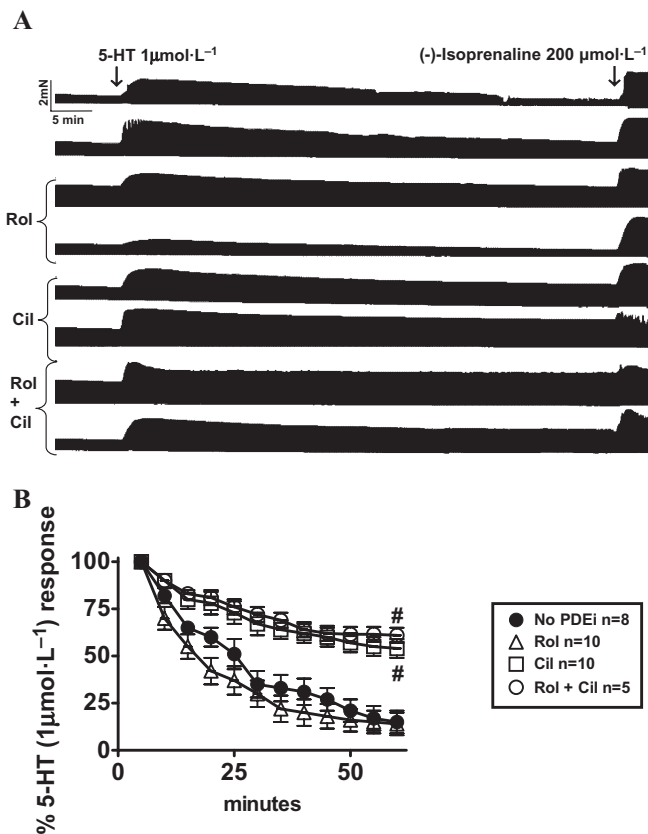 A
5-HT 1μmol·L⁻¹
(-)-Isoprenaline 200 μmol·L⁻¹
2mN
5 min
Rol
Cil
Rol
+
Cil
B
% 5-HT (1μmol·L⁻¹) response
100
75
50
25
0
0
25
50
minutes
#
#
No PDEi n=8
Rol n=10
Cil n=10
Rol + Cil n=5